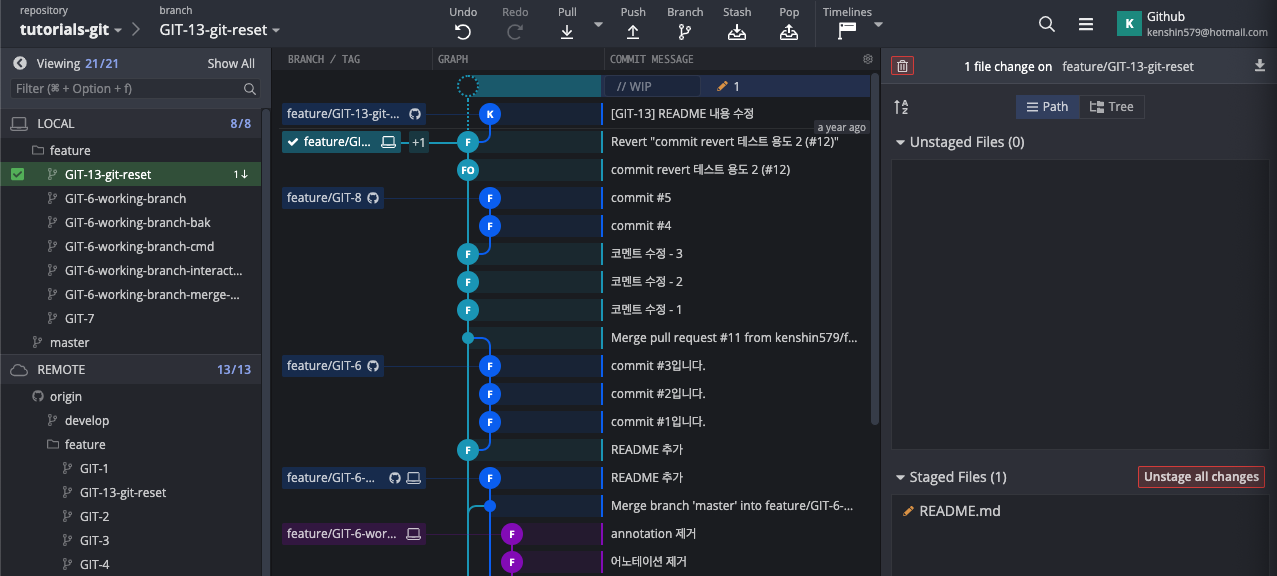 repository
tutorials-git
branch
GIT-13-git-reset
Undo
Redo
Pull
Push
Branch
Stash
Pop
Timelines
K
Github
kenshin579@hotmail.com
Viewing 21/21
Show All
Filter (⌘ + Option + f)
LOCAL
8/8
feature
GIT-13-git-reset
1↓
GIT-6-working-branch
GIT-6-working-branch-bak
GIT-6-working-branch-cmd
GIT-6-working-branch-interact...
GIT-6-working-branch-merge-...
GIT-7
master
REMOTE
13/13
origin
develop
feature
GIT-1
GIT-13-git-reset
GIT-2
GIT-3
GIT-4
BRANCH / TAG
GRAPH
COMMIT MESSAGE
// WIP
1
feature/GIT-13-git-...
K
[GIT-13] README 내용 수정
a year ago
feature/GI...
+1
F
Revert "commit revert 테스트 용도 2 (#12)"
FO
commit revert 테스트 용도 2 (#12)
feature/GIT-8
F
commit #5
F
commit #4
F
코멘트 수정 - 3
F
코멘트 수정 - 2
F
코멘트 수정 - 1
Merge pull request #11 from kenshin579/f...
feature/GIT-6
F
commit #3입니다.
F
commit #2입니다.
F
commit #1입니다.
F
README 추가
feature/GIT-6-...
F
README 추가
Merge branch 'master' into feature/GIT-6-...
feature/GIT-6-wor...
F
annotation 제거
F
어노테이션 제거
1 file change on feature/GIT-13-git-reset
Path
Tree
Unstaged Files (0)
Staged Files (1)
Unstage all changes
README.md